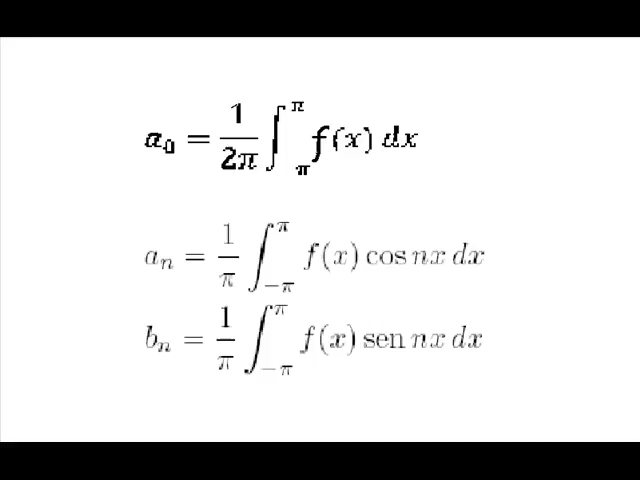 a₀ = 1/2π ∫_π^π f(x) dx
aₙ = 1/π ∫_{-π}^π f(x) cos nx dx
bₙ = 1/π ∫_{-π}^π f(x) sen nx dx